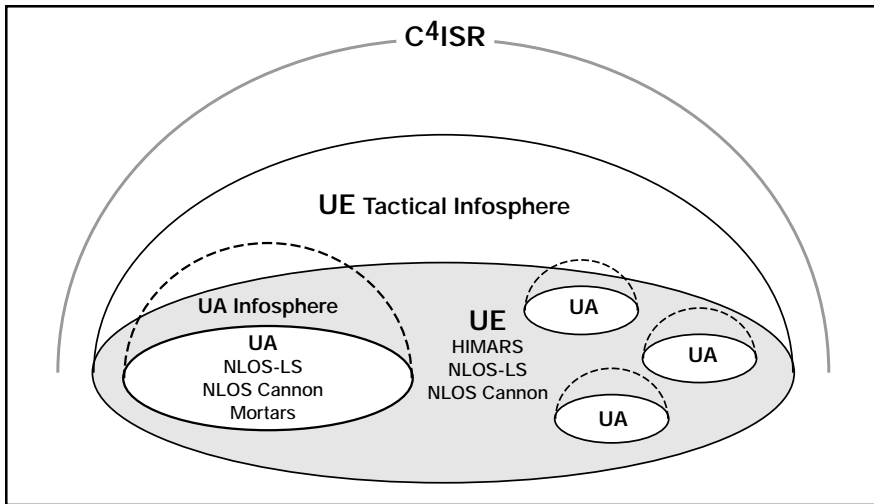 C⁴ISR
UE Tactical Infosphere
UA Infosphere
UA
NLOS-LS
NLOS Cannon
Mortars
UE
HIMARS
NLOS-LS
NLOS Cannon
UA
UA
UA